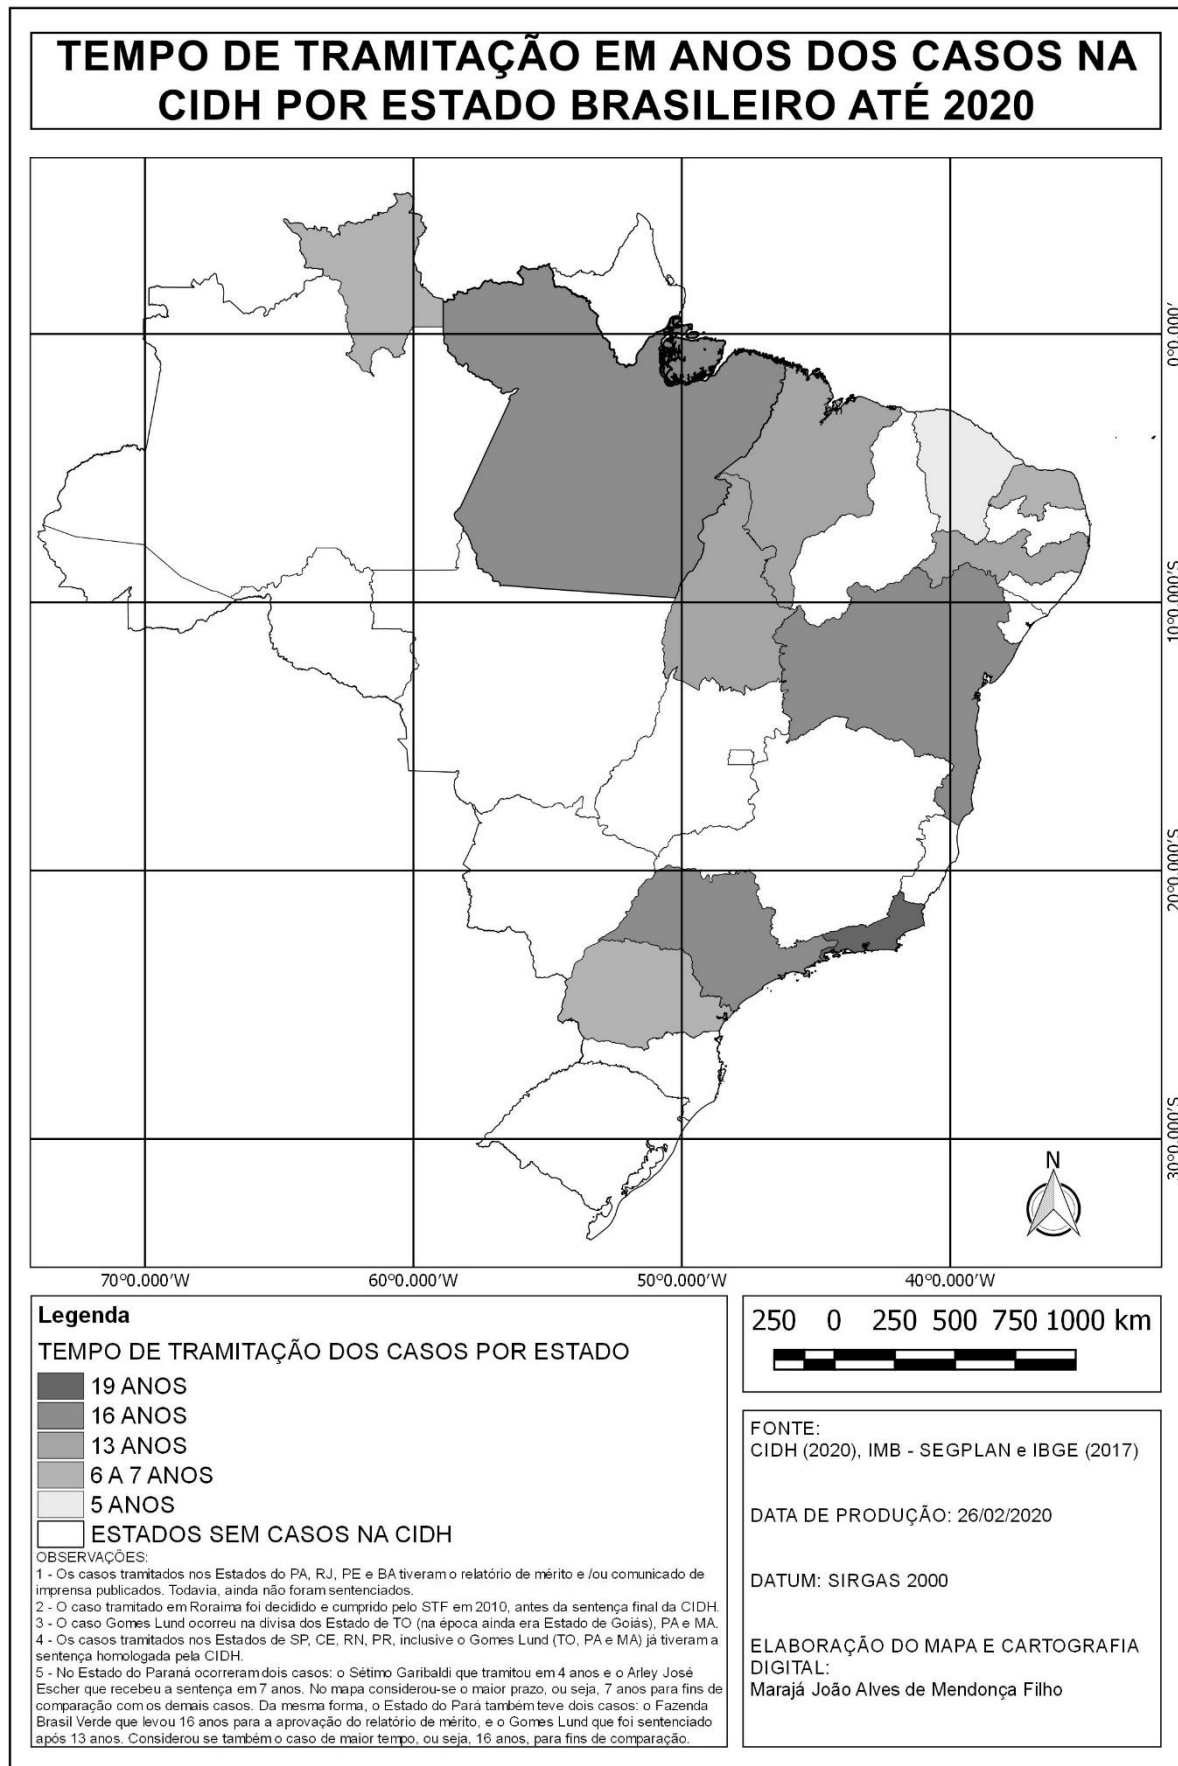 TEMPO DE TRAMITAÇÃO EM ANOS DOS CASOS NA
CIDH POR ESTADO BRASILEIRO ATÉ 2020
0°0.000'
10°0.000'S
20°0.000'S
30°0.000'S
N
70°0.000'W
60°0.000'W
50°0.000'W
40°0.000'W
Legenda
TEMPO DE TRAMITAÇÃO DOS CASOS POR ESTADO
19 ANOS
16 ANOS
13 ANOS
6 A 7 ANOS
5 ANOS
ESTADOS SEM CASOS NA CIDH
OBSERVAÇÕES:
1 - Os casos tramitados nos Estados do PA, RJ, PE e BA tiveram o relatório de mérito e /ou comunicado de
imprensa publicados. Todavia, ainda não foram sentenciados.
2 - O caso tramitado em Roraima foi decidido e cumprido pelo STF em 2010, antes da sentença final da CIDH.
3 - O caso Gomes Lund ocorreu na divisa dos Estado de TO (na época ainda era Estado de Goiás), PA e MA.
4 - Os casos tramitados nos Estados de SP, CE, RN, PR, inclusive o Gomes Lund (TO, PA e MA) já tiveram a
sentença homologada pela CIDH.
5 - No Estado do Paraná ocorreram dois casos: o Sétimo Garibaldi que tramitou em 4 anos e o Arley José
Escher que recebeu a sentença em 7 anos. No mapa considerou-se o maior prazo, ou seja, 7 anos para fins de
comparação com os demais casos. Da mesma forma, o Estado do Pará também teve dois casos: o Fazenda
Brasil Verde que levou 16 anos para a aprovação do relatório de mérito, e o Gomes Lund que foi sentenciado
após 13 anos. Considerou se também o caso de maior tempo, ou seja, 16 anos, para fins de comparação.
250 0 250 500 750 1000 km
FONTE:
CIDH (2020), IMB - SEGPLAN e IBGE (2017)
DATA DE PRODUÇÃO: 26/02/2020
DATUM: SIRGAS 2000
ELABORAÇÃO DO MAPA E CARTOGRAFIA
DIGITAL:
Marajá João Alves de Mendonça Filho